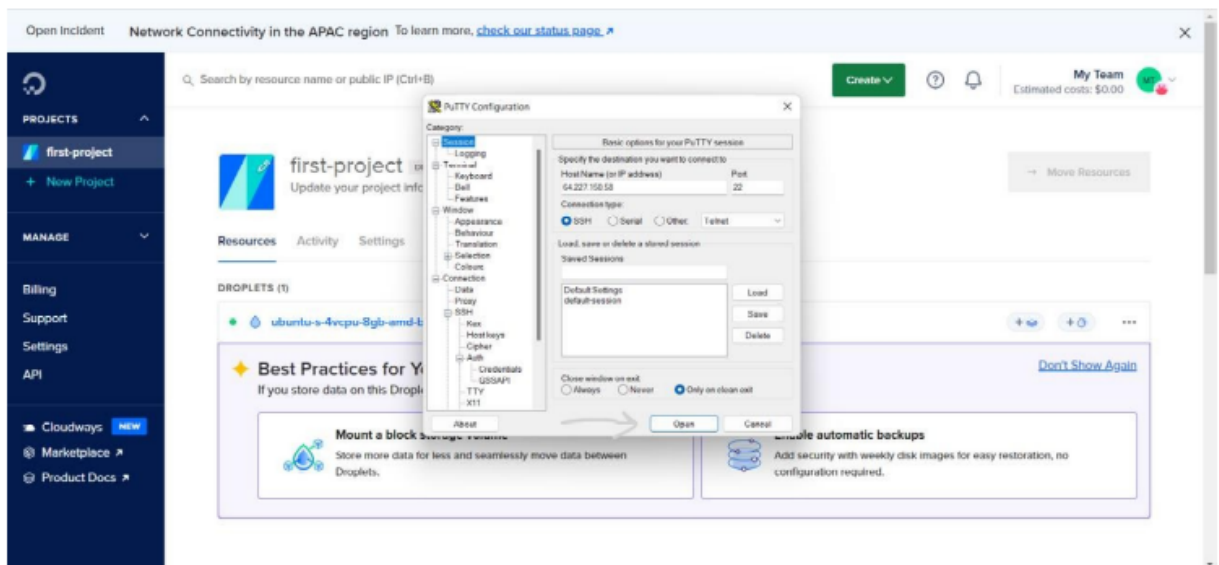 Open Incident Network Connectivity in the APAC region To learn more, check our status page
Search by resource name or public IP (Ctrl+B)
Create
My Team
Estimated costs: $0.00
MT
PROJECTS
first-project
+ New Project
MANAGE
Billing
Support
Settings
API
Cloudways NEW
Marketplace
Product Docs
first-project
Update your project info
→ Move Resources
Resources Activity Settings
DROPLETS (1)
ubuntu-s-4vcpu-8gb-amd-b
Best Practices for Y
If you store data on this Drople
Don't Show Again
Mount a block storage volume
Store more data for less and seamlessly move data between
Droplets.
Enable automatic backups
Add security with weekly disk images for easy restoration, no
configuration required.
PuTTY Configuration
Category:
Session
Logging
Terminal
Keyboard
Bell
Features
Window
Appearance
Behaviour
Translation
Selection
Colours
Connection
Data
Proxy
SSH
Kex
Host keys
Cipher
Auth
Credentials
GSSAPI
TTY
X11
Basic options for your PuTTY session
Specify the destination you want to connect to
Host Name (or IP address) Port
64.227.158.58 22
Connection type:
SSH Serial Other: Telnet
Load, save or delete a stored session
Saved Sessions
Default Settings
default-session
Load
Save
Delete
Close window on exit:
Always Never Only on clean exit
About Open Cancel